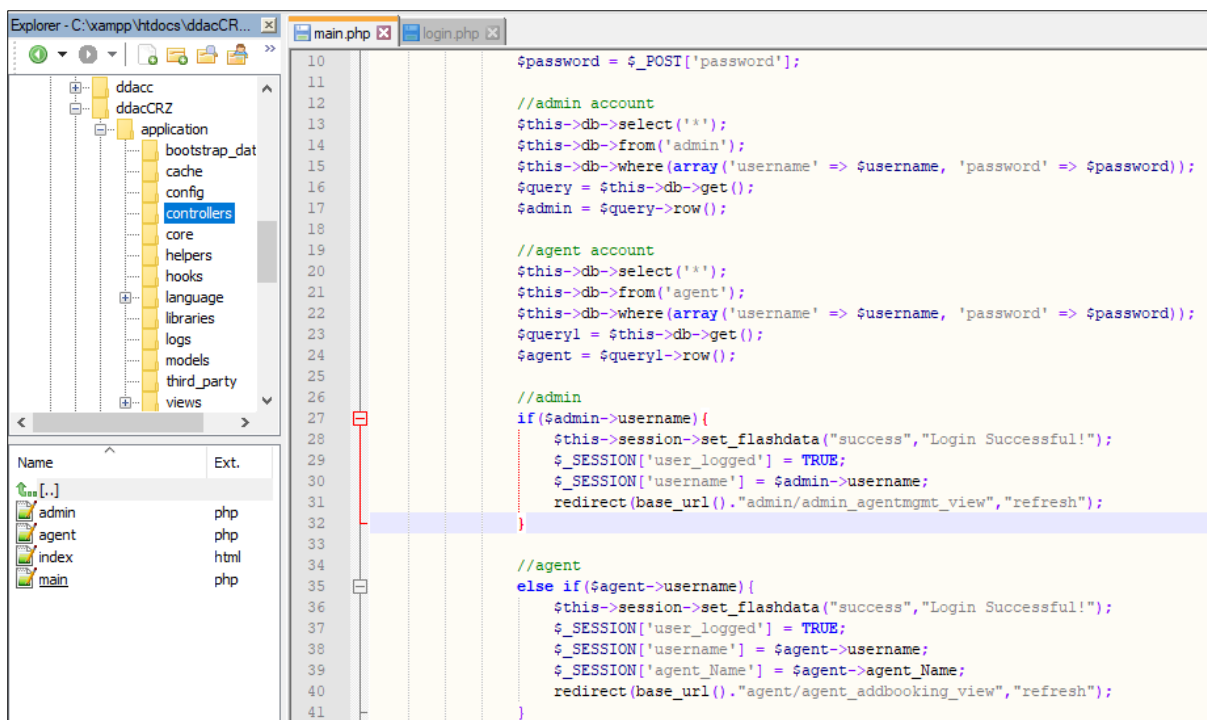 Explorer - C:\xampp\htdocs\ddacCR...
ddacc
ddacCRZ
application
bootstrap_dat
cache
config
controllers
core
helpers
hooks
language
libraries
logs
models
third_party
views
Name Ext.
[..]
admin php
agent php
index html
main php
main.php login.php
10 $password = $_POST['password'];
11
12 //admin account
13 $this->db->select('*');
14 $this->db->from('admin');
15 $this->db->where(array('username' => $username, 'password' => $password));
16 $query = $this->db->get();
17 $admin = $query->row();
18
19 //agent account
20 $this->db->select('*');
21 $this->db->from('agent');
22 $this->db->where(array('username' => $username, 'password' => $password));
23 $query1 = $this->db->get();
24 $agent = $query1->row();
25
26 //admin
27 if($admin->username){
28 $this->session->set_flashdata("success","Login Successful!");
29 $_SESSION['user_logged'] = TRUE;
30 $_SESSION['username'] = $admin->username;
31 redirect(base_url()."admin/admin_agentmgmt_view","refresh");
32 }
33
34 //agent
35 else if($agent->username){
36 $this->session->set_flashdata("success","Login Successful!");
37 $_SESSION['user_logged'] = TRUE;
38 $_SESSION['username'] = $agent->username;
39 $_SESSION['agent_Name'] = $agent->agent_Name;
40 redirect(base_url()."agent/agent_addbooking_view","refresh");
41 }